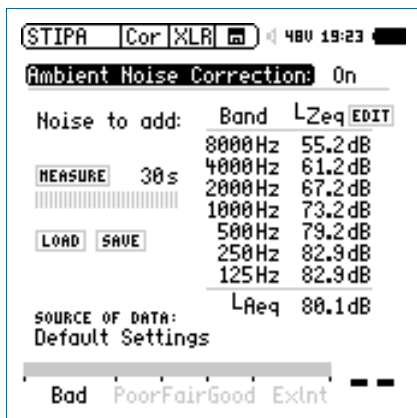 STIPA Cor XLR 48V 19:23
Ambient Noise Correction: On
Noise to add: Band LZeq EDIT
8000Hz 55.2dB
4000Hz 61.2dB
MEASURE 30s 2000Hz 67.2dB
1000Hz 73.2dB
500Hz 79.2dB
LOAD SAVE 250Hz 82.9dB
125Hz 82.9dB
LAeq 80.1dB
SOURCE OF DATA:
Default Settings
Bad Poor Fair Good Exlnt --